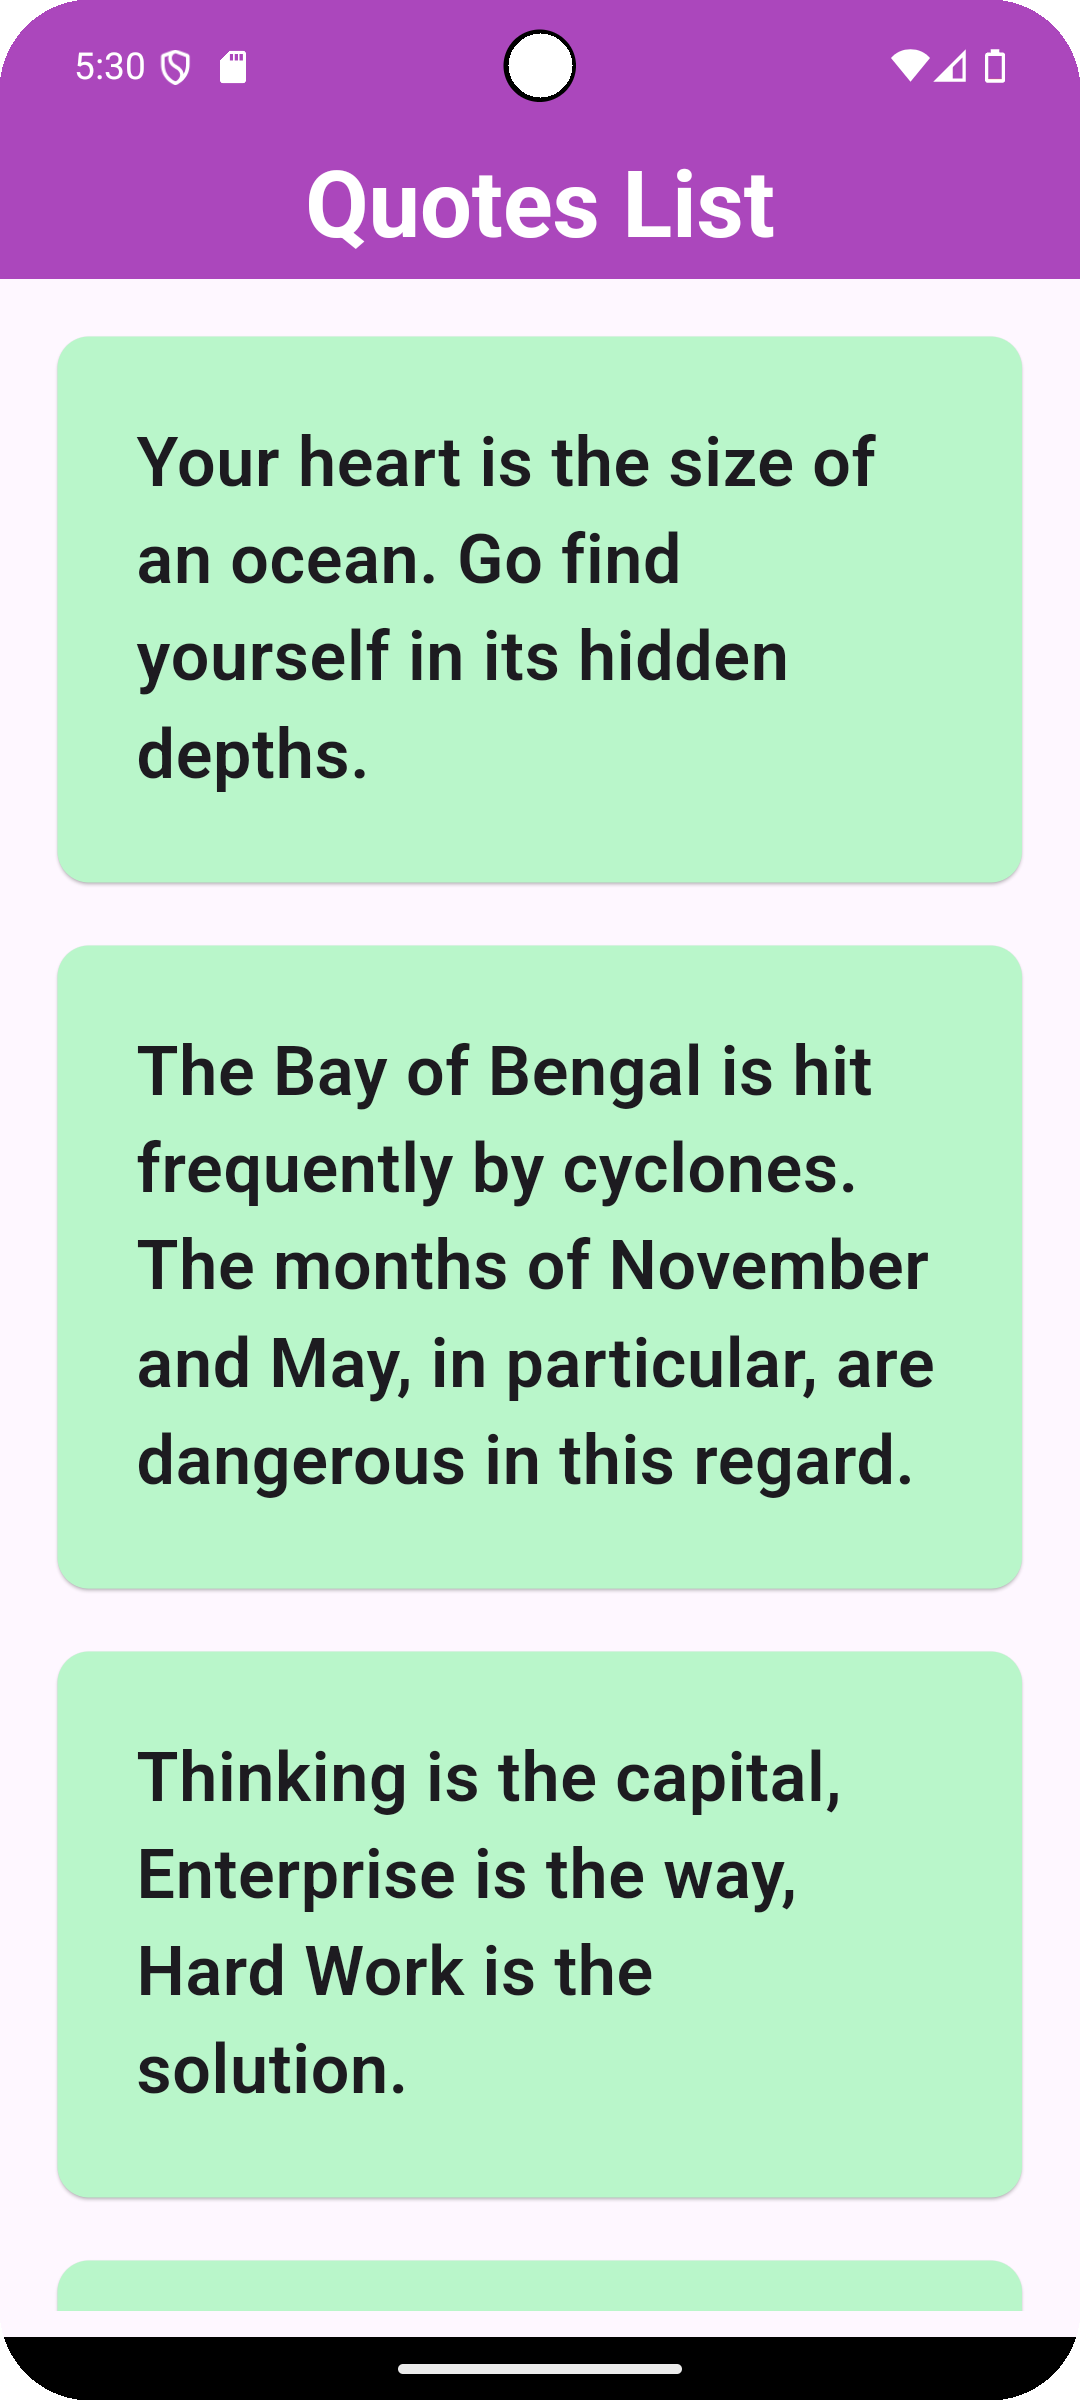 5:30
Quotes List
Your heart is the size of
an ocean. Go find
yourself in its hidden
depths.
The Bay of Bengal is hit
frequently by cyclones.
The months of November
and May, in particular, are
dangerous in this regard.
Thinking is the capital,
Enterprise is the way,
Hard Work is the
solution.